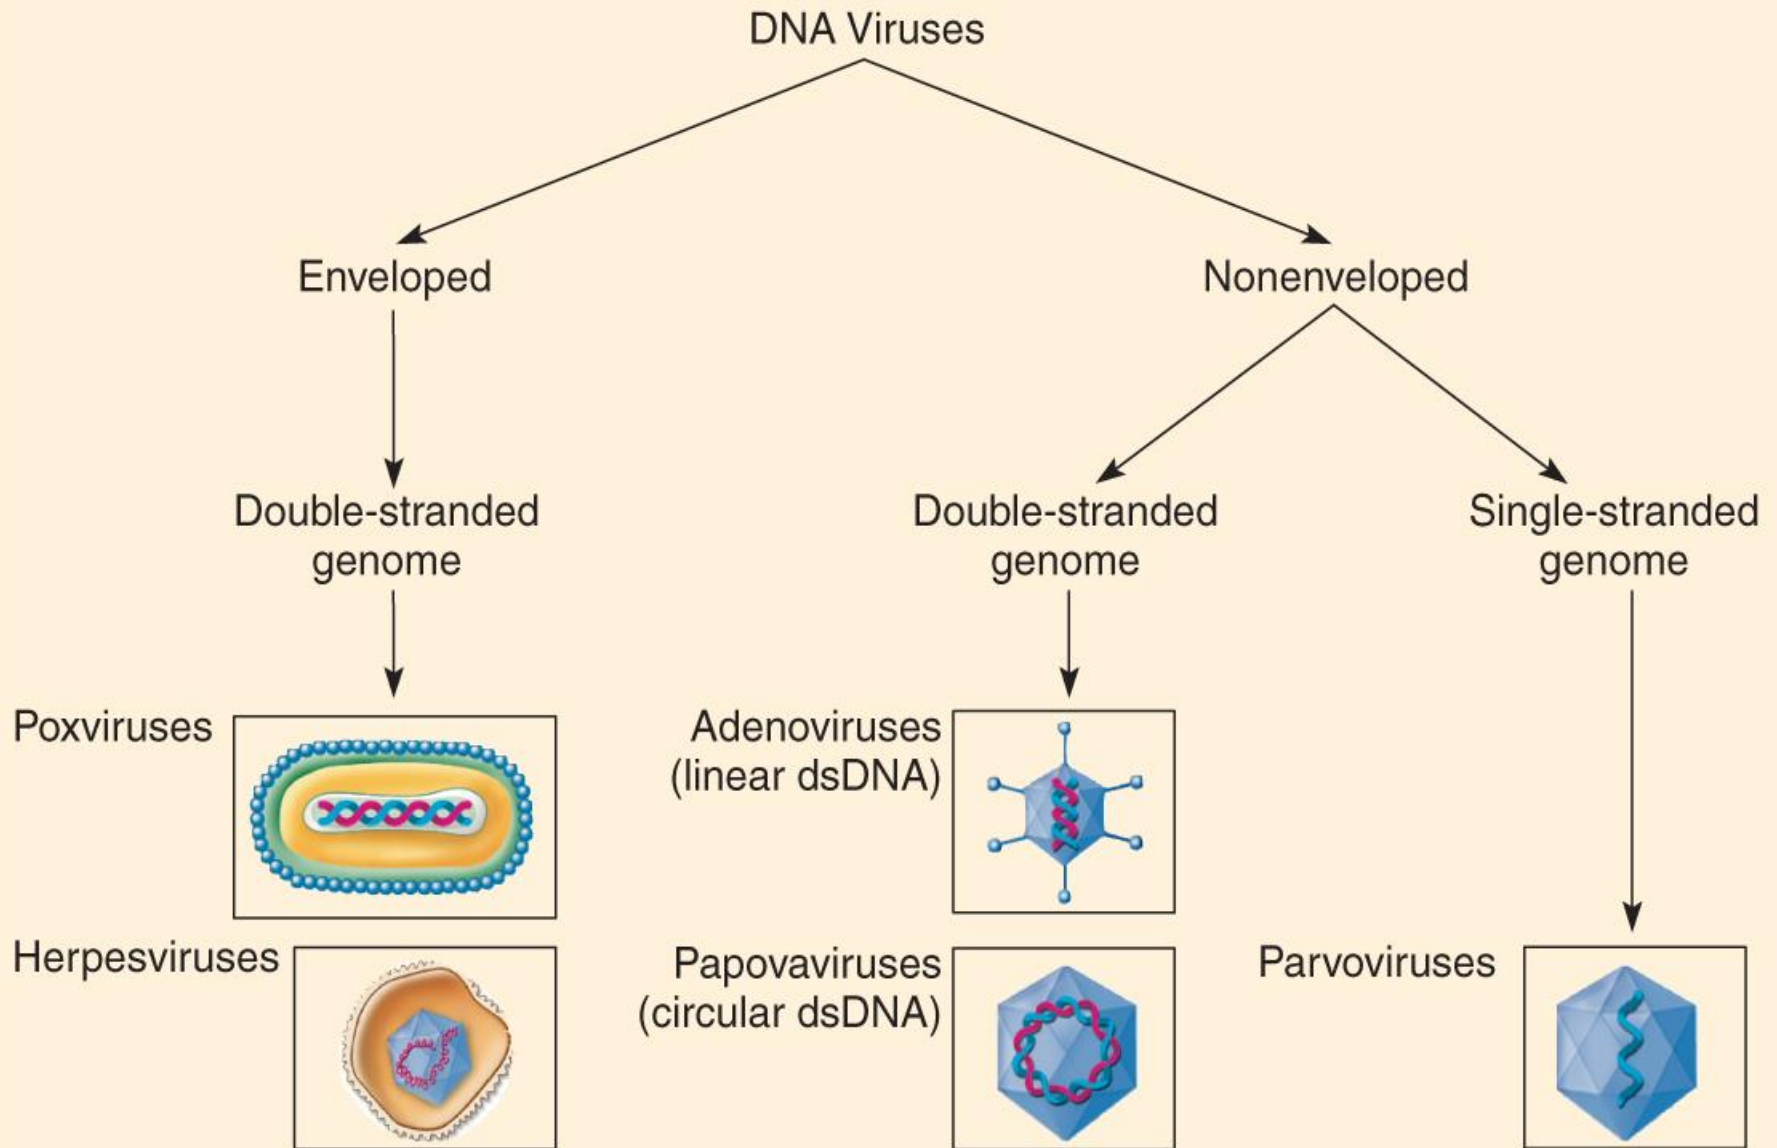 DNA Viruses
Enveloped
Nonenveloped
Double-stranded
genome
Double-stranded
genome
Single-stranded
genome
Poxviruses
Adenoviruses
(linear dsDNA)
Herpesviruses
Papovaviruses
(circular dsDNA)
Parvoviruses